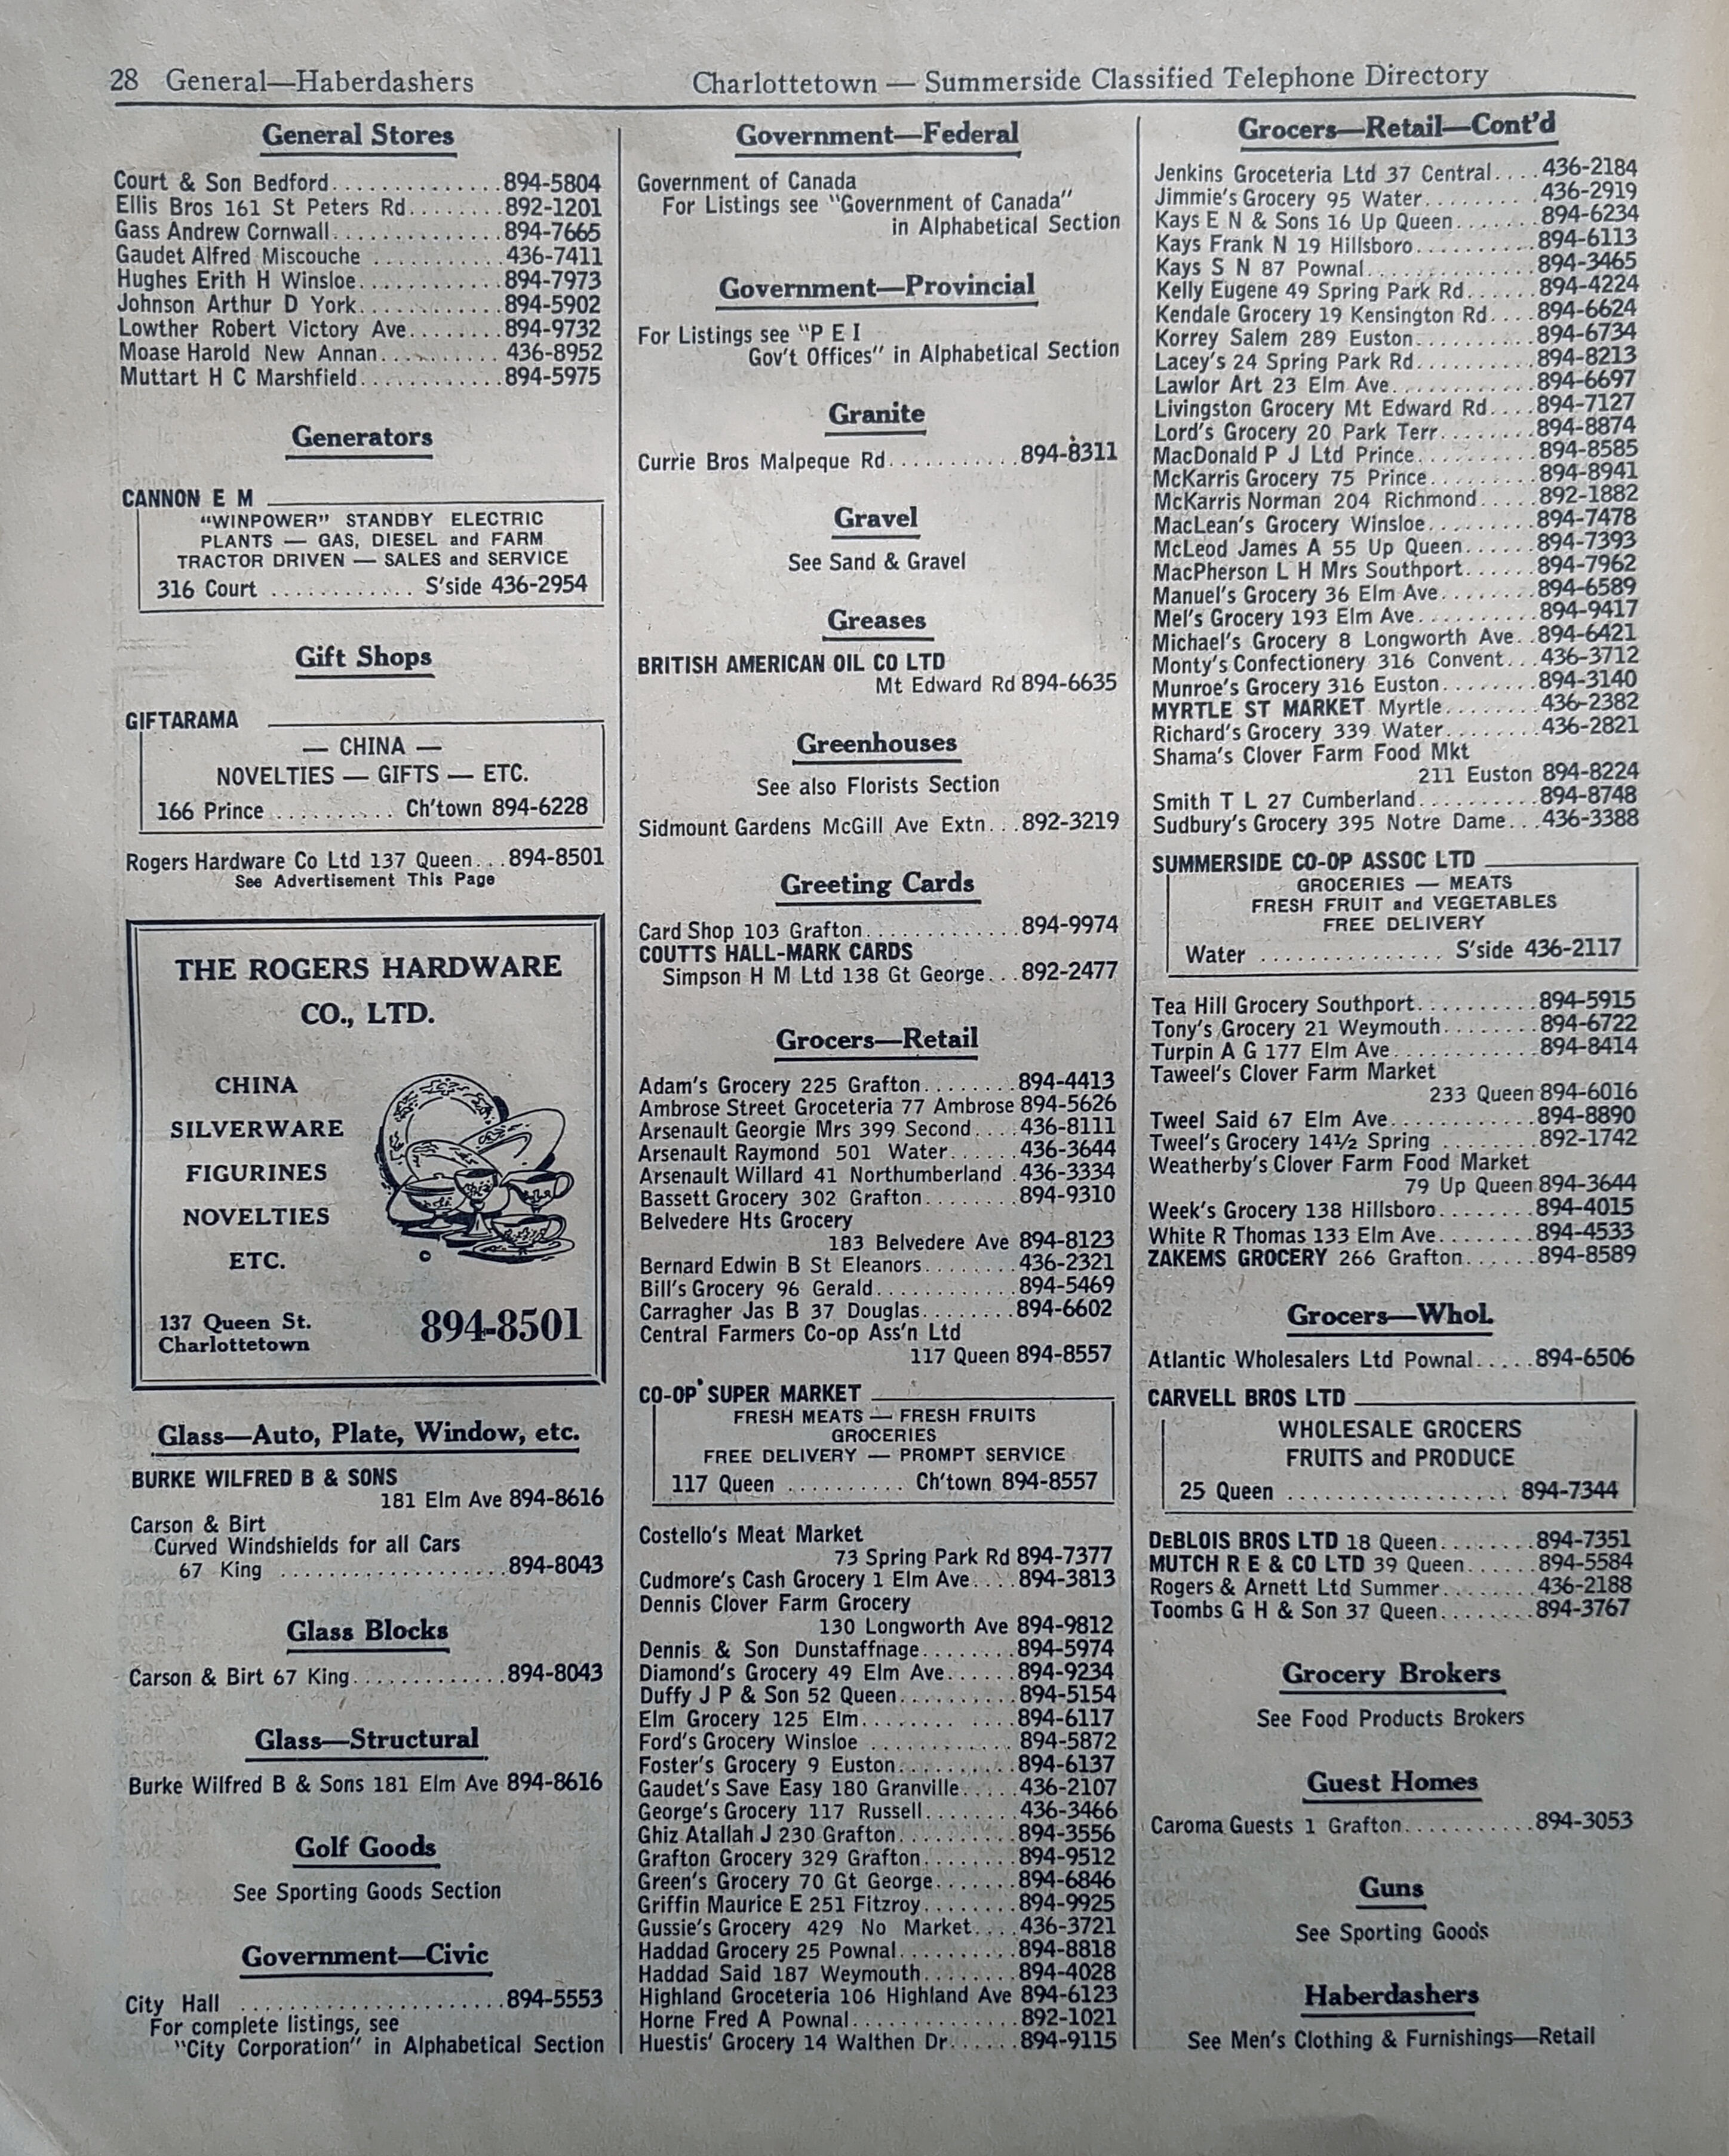 28 General—Haberdashers
Charlottetown — Summerside Classified Telephone Directory
General Stores
Court & Son Bedford..............894-5804
Ellis Bros 161 St Peters Rd........892-1201
Gass Andrew Cornwall..............894-7665
Gaudet Alfred Miscouche ...........436-7411
Hughes Erith H Winsloe............894-7973
Johnson Arthur D York............894-5902
Lowther Robert Victory Ave........894-9732
Moase Harold New Annan.......... 436-8952
Muttart H C Marshfield............894-5975
Generators
CANNON E M
"WINPOWER" STANDBY ELECTRIC
PLANTS — GAS, DIESEL and FARM
TRACTOR DRIVEN — SALES and SERVICE
316 Court ............ S'side 436-2954
Gift Shops
GIFTARAMA
— CHINA —
NOVELTIES — GIFTS — ETC.
166 Prince .......... Ch'town 894-6228
Rogers Hardware Co Ltd 137 Queen...894-8501
See Advertisement This Page
THE ROGERS HARDWARE
CO., LTD.
CHINA
SILVERWARE
FIGURINES
NOVELTIES
ETC.
137 Queen St.
Charlottetown
894-8501
Glass—Auto, Plate, Window, etc.
BURKE WILFRED B & SONS
181 Elm Ave 894-8616
Carson & Birt
Curved Windshields for all Cars
67 King ...................894-8043
Glass Blocks
Carson & Birt 67 King.............894-8043
Glass—Structural
Burke Wilfred B & Sons 181 Elm Ave 894-8616
Golf Goods
See Sporting Goods Section
Government—Civic
City Hall ......................894-5553
For complete listings, see
"City Corporation" in Alphabetical Section
Government—Federal
Government of Canada
For Listings see "Government of Canada"
in Alphabetical Section
Government—Provincial
For Listings see "P E I
Gov't Offices" in Alphabetical Section
Granite
Currie Bros Malpeque Rd...........894-8311
Gravel
See Sand & Gravel
Greases
BRITISH AMERICAN OIL CO LTD
Mt Edward Rd 894-6635
Greenhouses
See also Florists Section
Sidmount Gardens McGill Ave Extn...892-3219
Greeting Cards
Card Shop 103 Grafton.............894-9974
COUTTS HALL-MARK CARDS
Simpson H M Ltd 138 Gt George...892-2477
Grocers—Retail
Adam's Grocery 225 Grafton........894-4413
Ambrose Street Groceteria 77 Ambrose 894-5626
Arsenault Georgie Mrs 399 Second....436-8111
Arsenault Raymond 501 Water......436-3644
Arsenault Willard 41 Northumberland .436-3334
Bassett Grocery 302 Grafton........894-9310
Belvedere Hts Grocery
183 Belvedere Ave 894-8123
Bernard Edwin B St Eleanors........436-2321
Bill's Grocery 96 Gerald............894-5469
Carragher Jas B 37 Douglas........894-6602
Central Farmers Co-op Ass'n Ltd
117 Queen 894-8557
CO-OP SUPER MARKET
FRESH MEATS — FRESH FRUITS
GROCERIES
FREE DELIVERY — PROMPT SERVICE
117 Queen .......... Ch'town 894-8557
Costello's Meat Market
73 Spring Park Rd 894-7377
Cudmore's Cash Grocery 1 Elm Ave....894-3813
Dennis Clover Farm Grocery
130 Longworth Ave 894-9812
Dennis & Son Dunstaffnage........894-5974
Diamond's Grocery 49 Elm Ave......894-9234
Duffy J P & Son 52 Queen..........894-5154
Elm Grocery 125 Elm........ ....894-6117
Ford's Grocery Winsloe ............894-5872
Foster's Grocery 9 Euston..........894-6137
Gaudet's Save Easy 180 Granville.....436-2107
George's Grocery 117 Russell........436-3466
Ghiz Atallah J 230 Grafton..........894-3556
Grafton Grocery 329 Grafton........894-9512
Green's Grocery 70 Gt George.......894-6846
Griffin Maurice E 251 Fitzroy........894-9925
Gussie's Grocery 429 No Market....436-3721
Haddad Grocery 25 Pownal..........894-8818
Haddad Said 187 Weymouth........894-4028
Highland Groceteria 106 Highland Ave 894-6123
Horne Fred A Pownal..............892-1021
Huestis' Grocery 14 Walthen Dr......894-9115
Grocers—Retail—Cont'd
Jenkins Groceteria Ltd 37 Central....436-2184
Jimmie's Grocery 95 Water..........436-2919
Kays E N & Sons 16 Up Queen.......894-6234
Kays Frank N 19 Hillsboro..........894-6113
Kays S N 87 Pownal..............894-3465
Kelly Eugene 49 Spring Park Rd......894-4224
Kendale Grocery 19 Kensington Rd....894-6624
Korrey Salem 289 Euston..........894-6734
Lacey's 24 Spring Park Rd..........894-8213
Lawlor Art 23 Elm Ave............894-6697
Livingston Grocery Mt Edward Rd....894-7127
Lord's Grocery 20 Park Terr........894-8874
MacDonald P J Ltd Prince..........894-8585
McKarris Grocery 75 Prince.........894-8941
McKarris Norman 204 Richmond.....892-1882
MacLean's Grocery Winsloe.........894-7478
McLeod James A 55 Up Queen......894-7393
MacPherson L H Mrs Southport......894-7962
Manuel's Grocery 36 Elm Ave........894-6589
Mel's Grocery 193 Elm Ave..........894-9417
Michael's Grocery 8 Longworth Ave..894-6421
Monty's Confectionery 316 Convent...436-3712
Munroe's Grocery 316 Euston........894-3140
MYRTLE ST MARKET Myrtle........436-2382
Richard's Grocery 339 Water........436-2821
Shama's Clover Farm Food Mkt
211 Euston 894-8224
Smith T L 27 Cumberland..........894-8748
Sudbury's Grocery 395 Notre Dame...436-3388
SUMMERSIDE CO-OP ASSOC LTD
GROCERIES — MEATS
FRESH FRUIT and VEGETABLES
FREE DELIVERY
Water ............... S'side 436-2117
Tea Hill Grocery Southport..........894-5915
Tony's Grocery 21 Weymouth........894-6722
Turpin A G 177 Elm Ave............894-8414
Taweel's Clover Farm Market
233 Queen 894-6016
Tweel Said 67 Elm Ave............894-8890
Tweel's Grocery 14½ Spring ........892-1742
Weatherby's Clover Farm Food Market
79 Up Queen 894-3644
Week's Grocery 138 Hillsboro........894-4015
White R Thomas 133 Elm Ave........894-4533
ZAKEMS GROCERY 266 Grafton......894-8589
Grocers—Whol.
Atlantic Wholesalers Ltd Pownal.....894-6506
CARVELL BROS LTD
WHOLESALE GROCERS
FRUITS and PRODUCE
25 Queen ................... 894-7344
DEBLOIS BROS LTD 18 Queen........894-7351
MUTCH R E & CO LTD 39 Queen......894-5584
Rogers & Arnett Ltd Summer........436-2188
Toombs G H & Son 37 Queen........894-3767
Grocery Brokers
See Food Products Brokers
Guest Homes
Caroma Guests 1 Grafton...........894-3053
Guns
See Sporting Goods
Haberdashers
See Men's Clothing & Furnishings—Retail